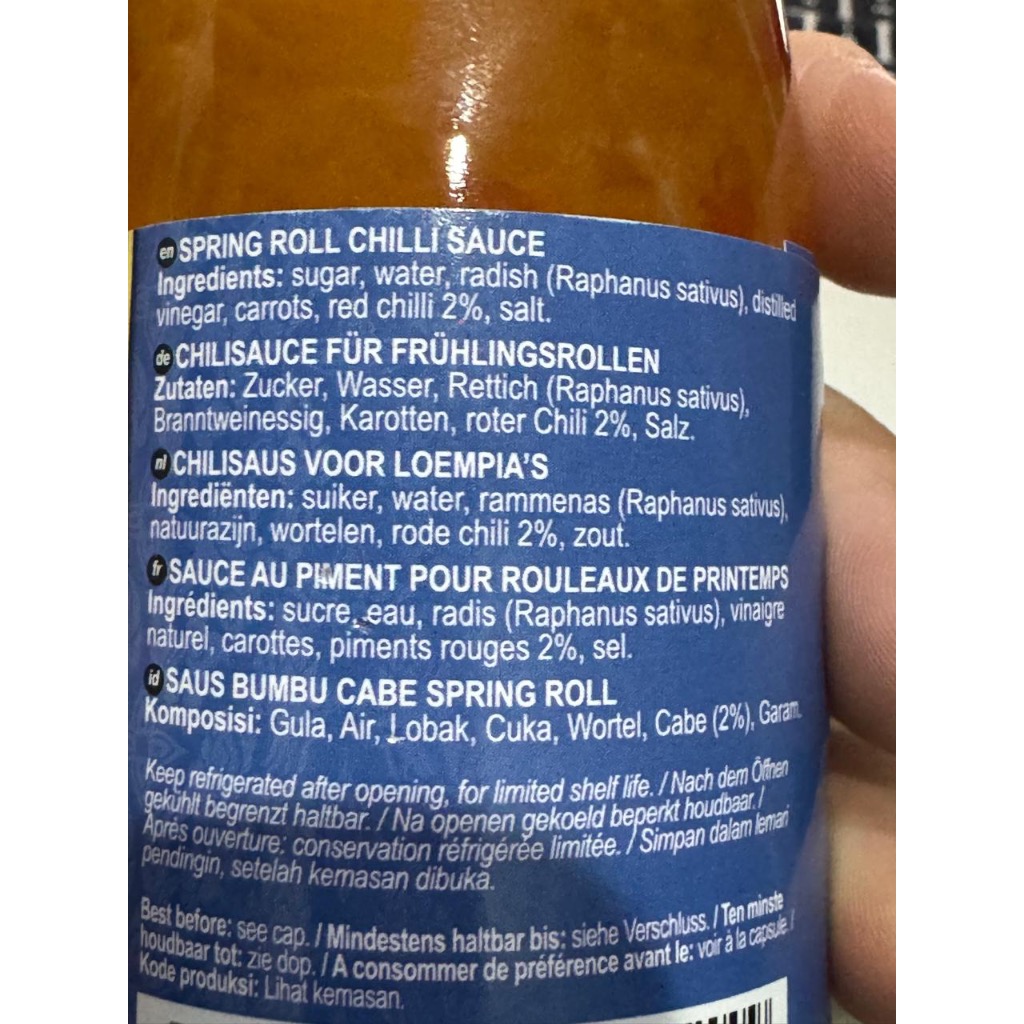 en SPRING ROLL CHILLI SAUCE
Ingredients: sugar, water, radish (Raphanus sativus), distilled
vinegar, carrots, red chilli 2%, salt.
de CHILISAUCE FÜR FRÜHLINGSROLLEN
Zutaten: Zucker, Wasser, Rettich (Raphanus sativus),
Branntweinessig, Karotten, roter Chili 2%, Salz.
nl CHILISAUS VOOR LOEMPIA'S
Ingrediënten: suiker, water, rammenas (Raphanus sativus),
natuurazijn, wortelen, rode chili 2%, zout.
fr SAUCE AU PIMENT POUR ROULEAUX DE PRINTEMPS
Ingrédients: sucre, eau, radis (Raphanus sativus), vinaigre
naturel, carottes, piments rouges 2%, sel.
id SAUS BUMBU CABE SPRING ROLL
Komposisi: Gula, Air, Lobak, Cuka, Wortel, Cabe (2%), Garam.
Keep refrigerated after opening, for limited shelf life. / Nach dem Öffnen
gekühlt begrenzt haltbar. / Na openen gekoeld beperkt houdbaar. /
Après ouverture: conservation réfrigérée limitée. / Simpan dalam lemari
pendingin, setelah kemasan dibuka.
Best before: see cap. / Mindestens haltbar bis: siehe Verschluss. / Ten minste
houdbaar tot: zie dop. / A consommer de préférence avant le: voir à la capsule. /
Kode produksi: Lihat kemasan.